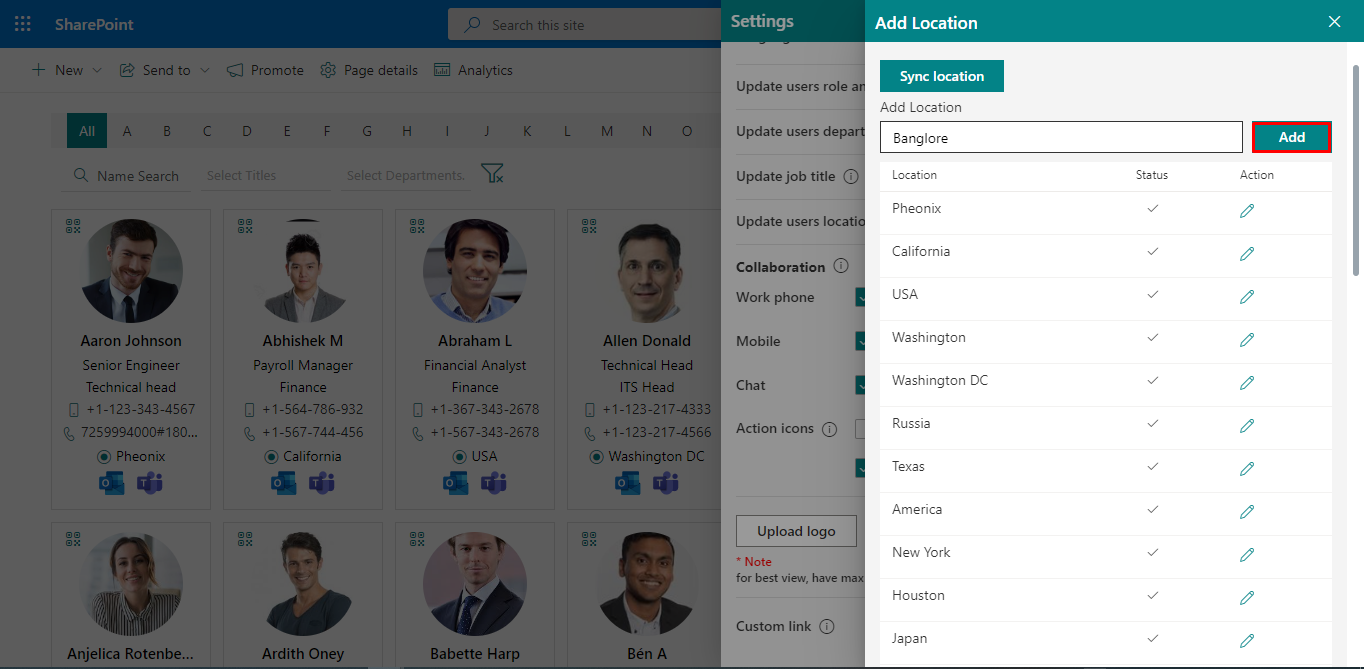 SharePoint
Search this site
New
Send to
Promote
Page details
Analytics
All A B C D E F G H I J K L M N O
Name Search
Select Titles
Select Departments.
Aaron Johnson
Senior Engineer
Technical head
+1-123-343-4567
7259994000#180...
Pheonix
Abhishek M
Payroll Manager
Finance
+1-564-786-932
+1-567-744-456
California
Abraham L
Financial Analyst
Finance
+1-367-343-2678
+1-567-343-2678
USA
Allen Donald
Technical Head
ITS Head
+1-123-217-4333
+1-123-217-4566
Washington DC
Anjelica Rotenbe...
Ardith Oney
Babette Harp
Bén A
Settings
Update users role an
Update users depart
Update job title
Update users locatio
Collaboration
Work phone
Mobile
Chat
Action icons
Upload logo
* Note
for best view, have max
Custom link
Add Location
Sync location
Add Location
Banglore
Add
Location Status Action
Pheonix
California
USA
Washington
Washington DC
Russia
Texas
America
New York
Houston
Japan